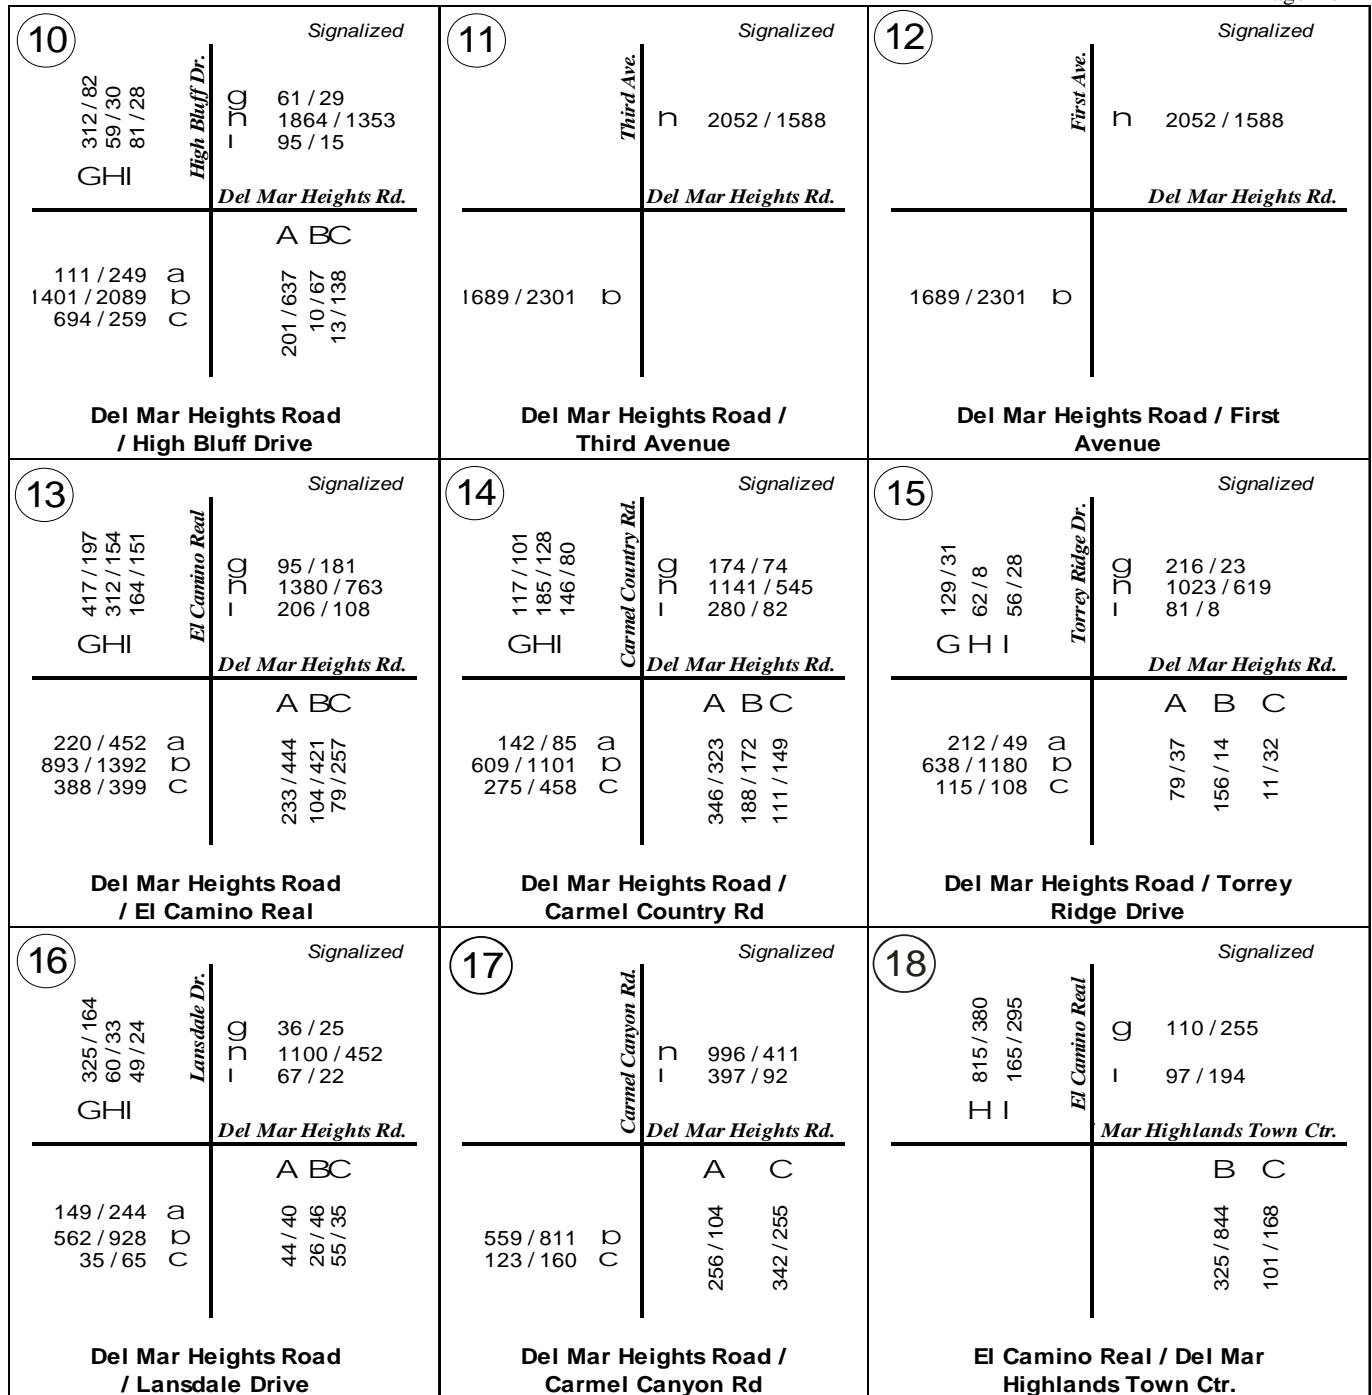 10
Signalized
312 / 82
59 / 30
81 / 28
High Bluff Dr.
g 61 / 29
h 1864 / 1353
i 95 / 15
GHI
Del Mar Heights Rd.
A BC
111 / 249 a
1401 / 2089 b
694 / 259 c
201 / 637
10 / 67
13 / 138
Del Mar Heights Road
/ High Bluff Drive
11
Signalized
Third Ave.
h 2052 / 1588
Del Mar Heights Rd.
1689 / 2301 b
Del Mar Heights Road /
Third Avenue
12
Signalized
First Ave.
h 2052 / 1588
Del Mar Heights Rd.
1689 / 2301 b
Del Mar Heights Road / First
Avenue
13
Signalized
417 / 197
312 / 154
164 / 151
El Camino Real
g 95 / 181
h 1380 / 763
i 206 / 108
GHI
Del Mar Heights Rd.
A BC
220 / 452 a
893 / 1392 b
388 / 399 c
233 / 444
104 / 421
79 / 257
Del Mar Heights Road
/ El Camino Real
14
Signalized
117 / 101
185 / 128
146 / 80
Carmel Country Rd.
g 174 / 74
h 1141 / 545
i 280 / 82
GHI
Del Mar Heights Rd.
A B C
142 / 85 a
609 / 1101 b
275 / 458 c
346 / 323
188 / 172
111 / 149
Del Mar Heights Road /
Carmel Country Rd
15
Signalized
129 / 31
62 / 8
56 / 28
Torrey Ridge Dr.
g 216 / 23
h 1023 / 619
i 81 / 8
G H I
Del Mar Heights Rd.
A B C
212 / 49 a
638 / 1180 b
115 / 108 c
79 / 37
156 / 14
11 / 32
Del Mar Heights Road / Torrey
Ridge Drive
16
Signalized
325 / 164
60 / 33
49 / 24
Lansdale Dr.
g 36 / 25
h 1100 / 452
i 67 / 22
GHI
Del Mar Heights Rd.
A BC
149 / 244 a
562 / 928 b
35 / 65 c
44 / 40
26 / 46
55 / 35
Del Mar Heights Road
/ Lansdale Drive
17
Signalized
Carmel Canyon Rd.
h 996 / 411
i 397 / 92
Del Mar Heights Rd.
A C
559 / 811 b
123 / 160 c
256 / 104
342 / 255
Del Mar Heights Road /
Carmel Canyon Rd
18
Signalized
815 / 380
165 / 295
El Camino Real
g 110 / 255
i 97 / 194
H I
Mar Highlands Town Ctr.
B C
325 / 844
101 / 168
El Camino Real / Del Mar
Highlands Town Ctr.